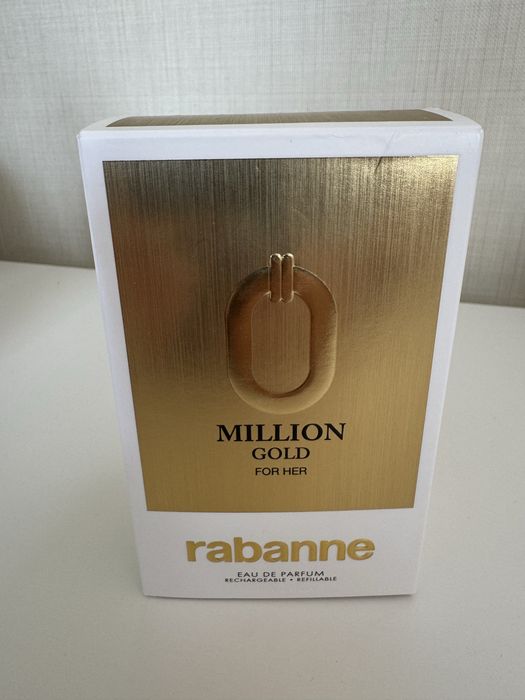 MILLION
GOLD
FOR HER
rabanne
EAU DE PARFUM
RECHARGEABLE • REFILLABLE